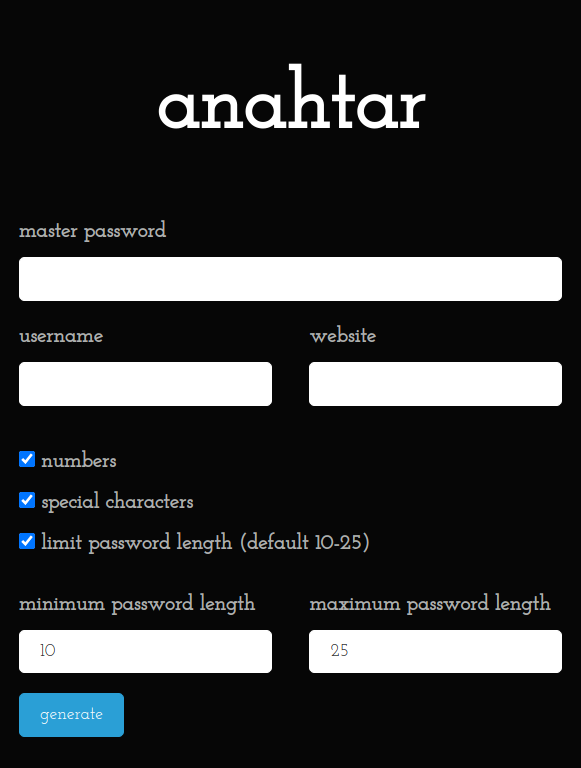 anahtar
master password
username website
numbers
special characters
limit password length (default 10-25)
minimum password length maximum password length
10 25
generate